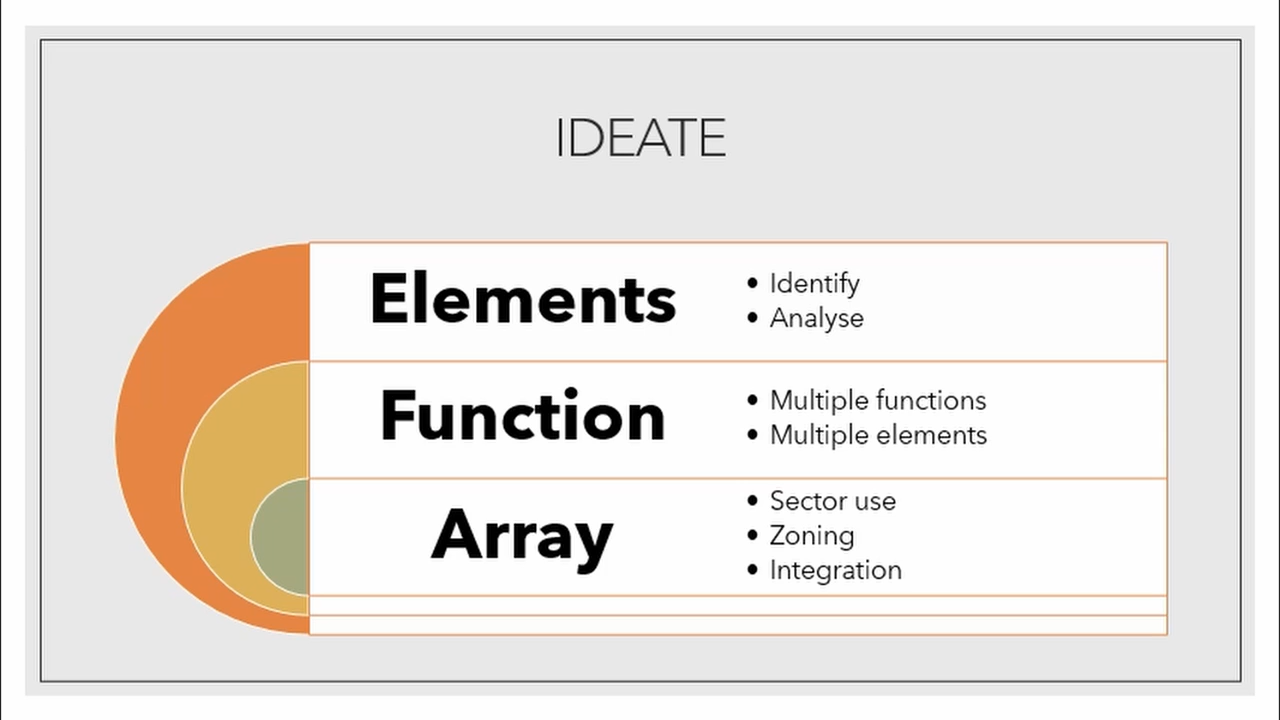 IDEATE
Elements
• Identify
• Analyse
Function
• Multiple functions
• Multiple elements
Array
• Sector use
• Zoning
• Integration